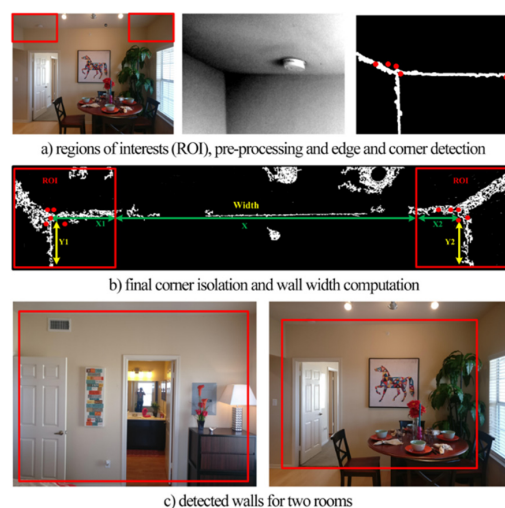 a) regions of interests (ROI), pre-processing and edge and corner detection
ROI
ROI
Width
X1
X
X2
Y1
Y2
b) final corner isolation and wall width computation
c) detected walls for two rooms